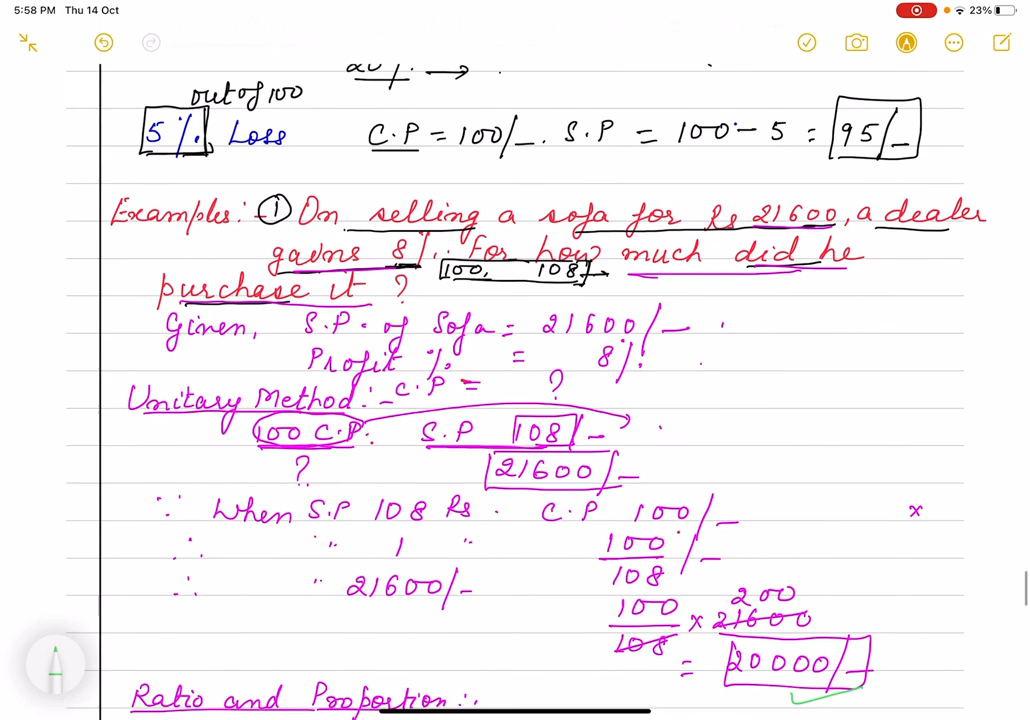 5:58 PM Thu 14 Oct
23%
20%. →
out of 100
5%. Loss C.P = 100/- . S.P = 100 - 5 = 95/-
Examples:- ① On selling a sofa for Rs 21600, a dealer
gains 8%. For how much did he
100, 108
purchase it ?
Given, S.P. of Sofa = 21600/-
Profit %. = 8%.
Unitary Method:- C.P = ?
100 C.P. S.P 108/-
? 21600/-
∵ When S.P 108 Rs. C.P 100/-
∴ " 1 " 100/108 /-
∴ " 21600/- 100/108 x 21600 200
x
= 20000/-
Ratio and Proportion:-